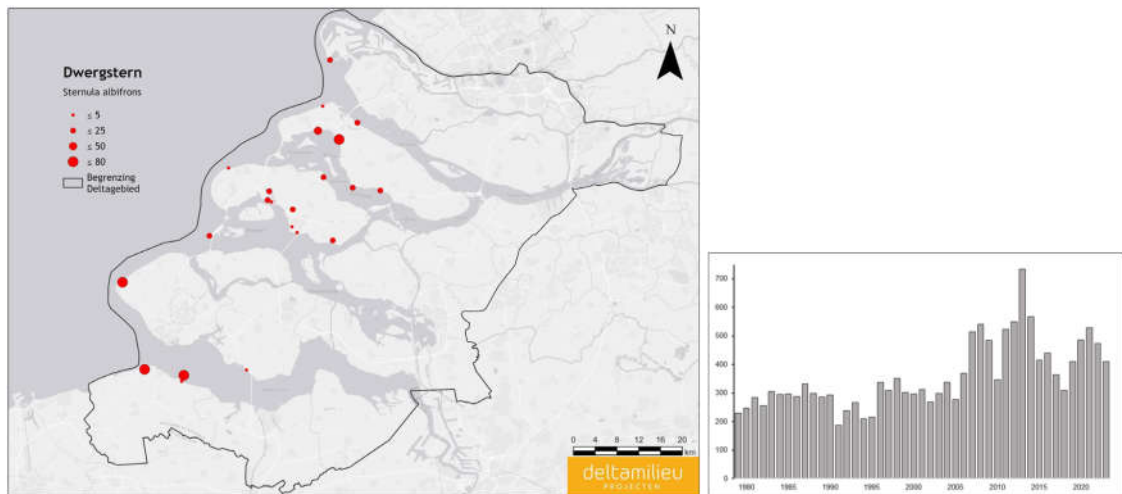 Dwergstern
Sternula albifrons
≤ 5
≤ 25
≤ 50
≤ 80
Begrenzing
Deltagebied
N
0 4 8 12 16 20
km
deltamilieu
PROJECTEN
700
600
500
400
300
200
100
0
1980 1985 1990 1995 2000 2005 2010 2015 2020